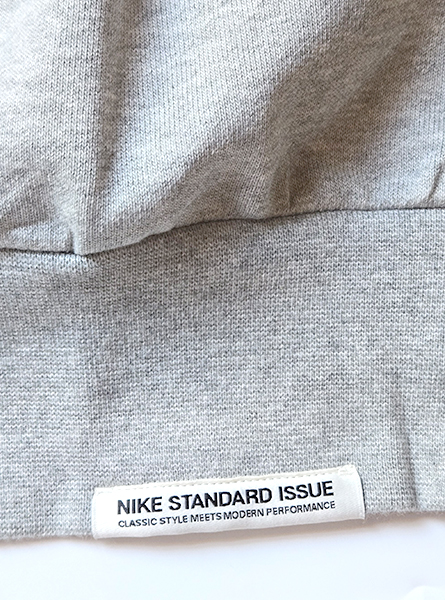 NIKE STANDARD ISSUE
CLASSIC STYLE MEETS MODERN PERFORMANCE